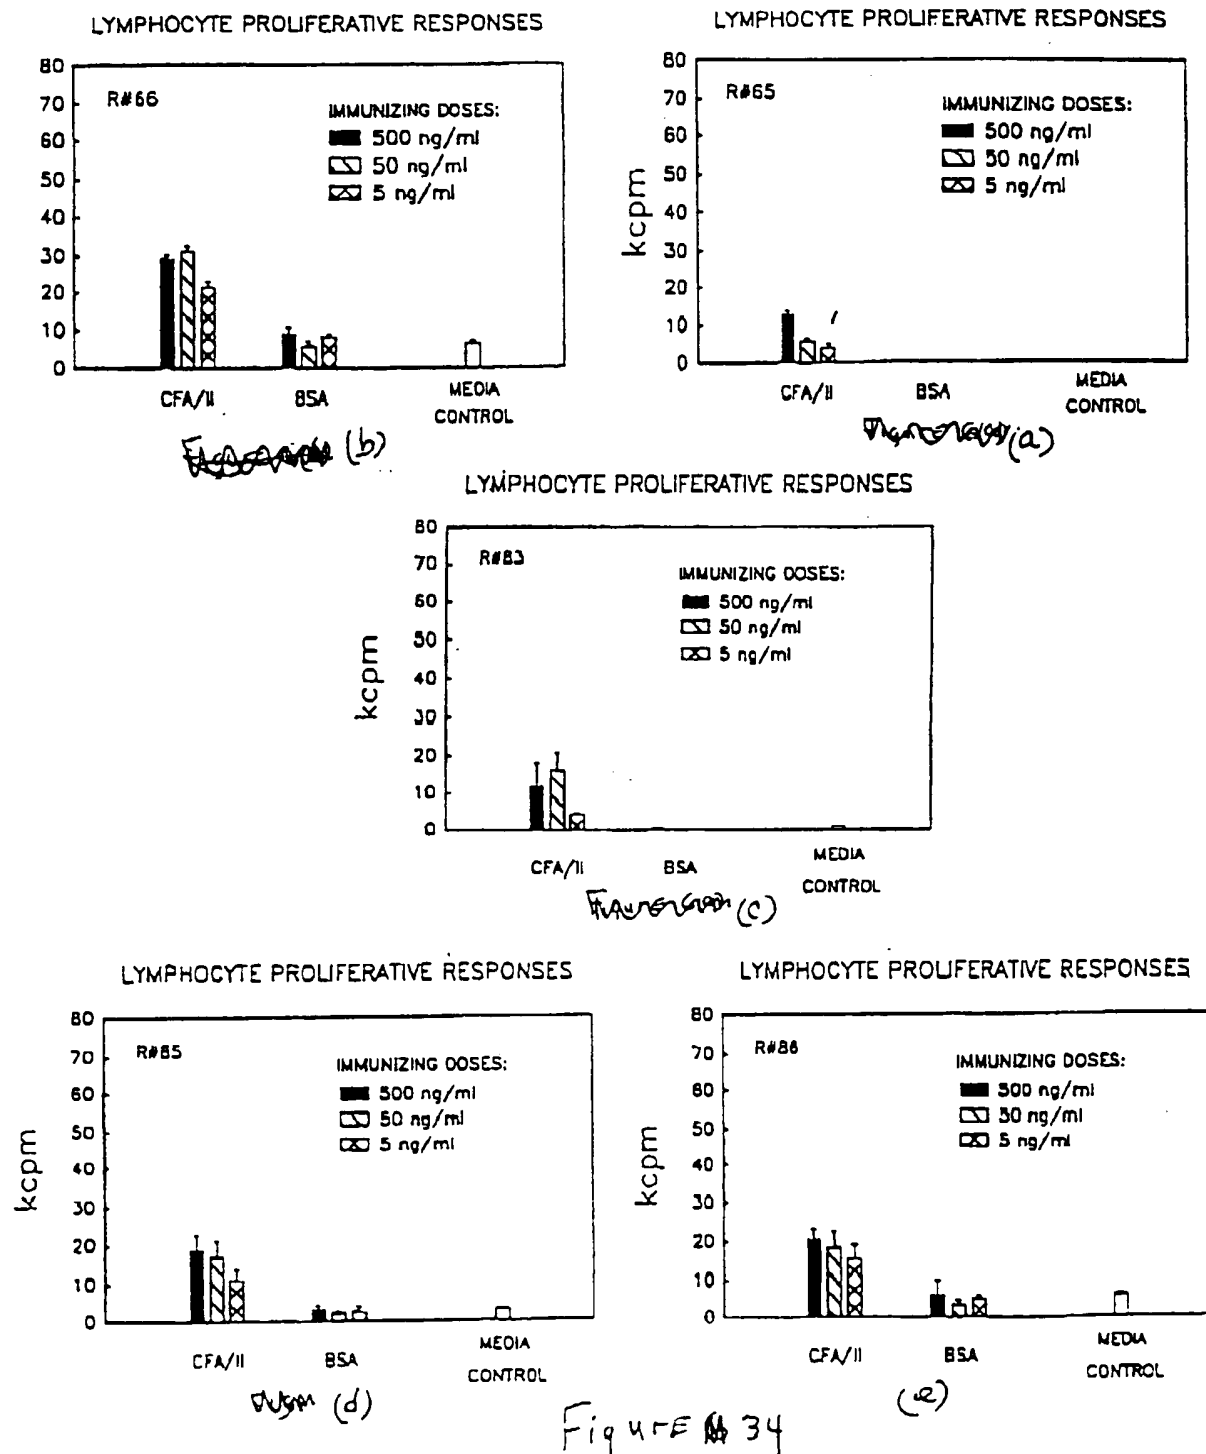 LYMPHOCYTE PROLIFERATIVE RESPONSES
80
70
60
50
40
30
20
10
0
R#66
IMMUNIZING DOSES:
500 ng/ml
50 ng/ml
5 ng/ml
CFA/II
BSA
MEDIA
CONTROL
(b)
LYMPHOCYTE PROLIFERATIVE RESPONSES
kcpm
80
70
60
50
40
30
20
10
0
R#65
IMMUNIZING DOSES:
500 ng/ml
50 ng/ml
5 ng/ml
CFA/II
BSA
MEDIA
CONTROL
(a)
LYMPHOCYTE PROLIFERATIVE RESPONSES
kcpm
80
70
60
50
40
30
20
10
0
R#83
IMMUNIZING DOSES:
500 ng/ml
50 ng/ml
5 ng/ml
CFA/II
BSA
MEDIA
CONTROL
(c)
LYMPHOCYTE PROLIFERATIVE RESPONSES
kcpm
80
70
60
50
40
30
20
10
0
R#85
IMMUNIZING DOSES:
500 ng/ml
50 ng/ml
5 ng/ml
CFA/II
BSA
MEDIA
CONTROL
(d)
LYMPHOCYTE PROLIFERATIVE RESPONSES
kcpm
80
70
60
50
40
30
20
10
0
R#86
IMMUNIZING DOSES:
500 ng/ml
50 ng/ml
5 ng/ml
CFA/II
BSA
MEDIA
CONTROL
(e)
FigurE 34